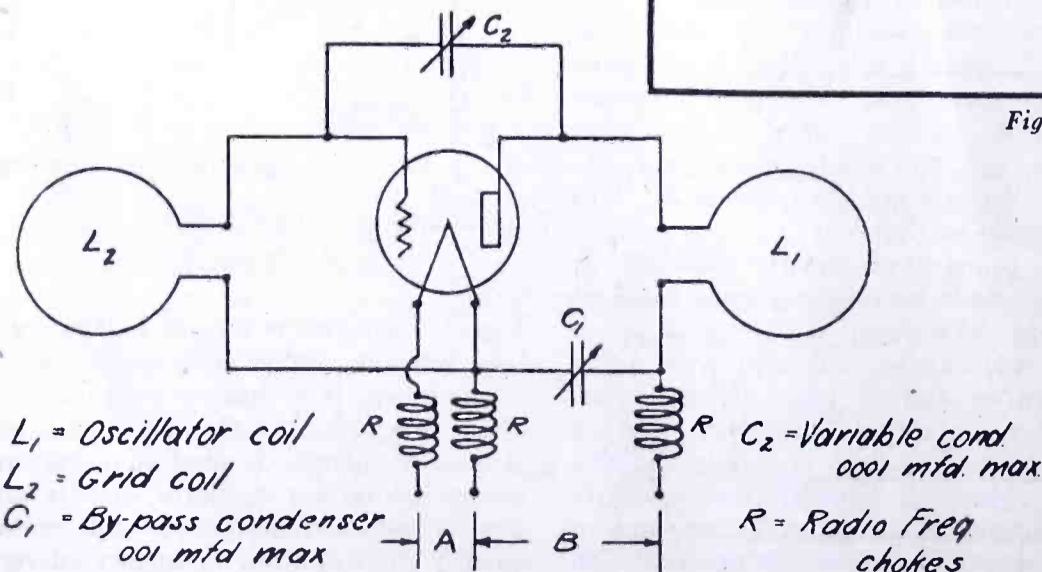 C₂
Fig
L₂
L₁
C₁
R
R
R
L₁ = Oscillator coil
L₂ = Grid coil
C₁ = By-pass condenser
001 mfd max
A
B
C₂ = Variable cond.
0001 mfd. max
R = Radio Freq
chokes